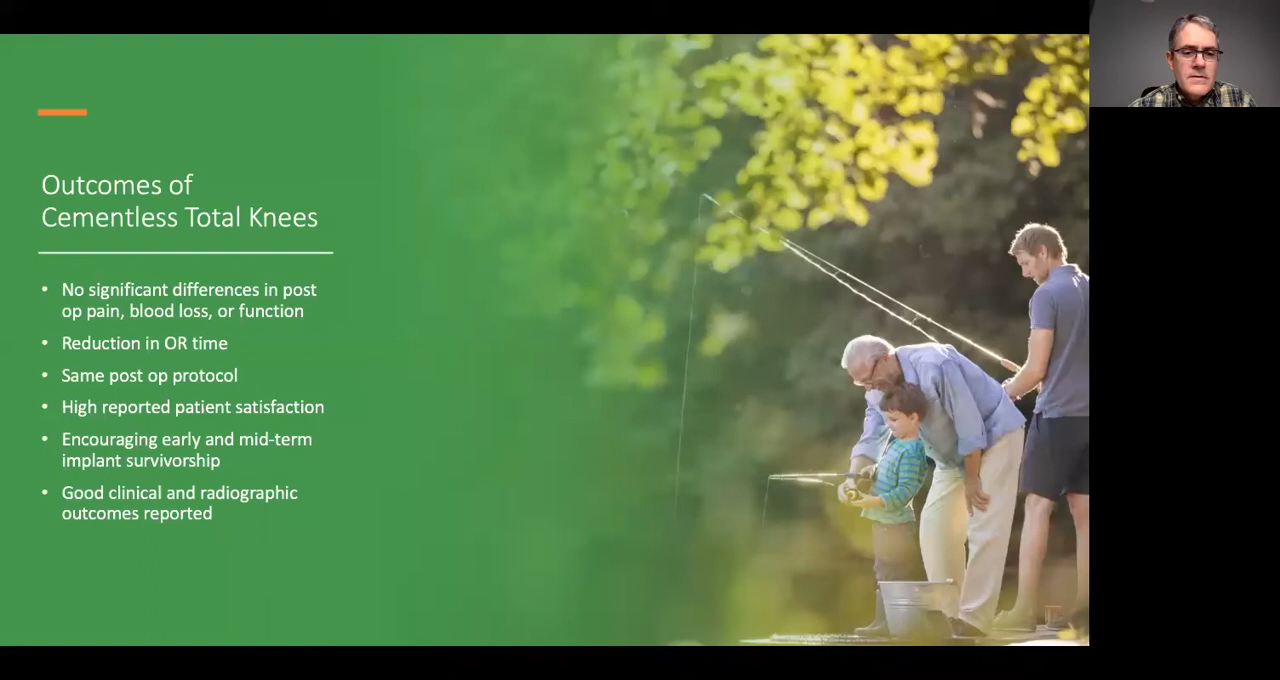 Outcomes of
Cementless Total Knees
• No significant differences in post
op pain, blood loss, or function
• Reduction in OR time
• Same post op protocol
• High reported patient satisfaction
• Encouraging early and mid-term
implant survivorship
• Good clinical and radiographic
outcomes reported